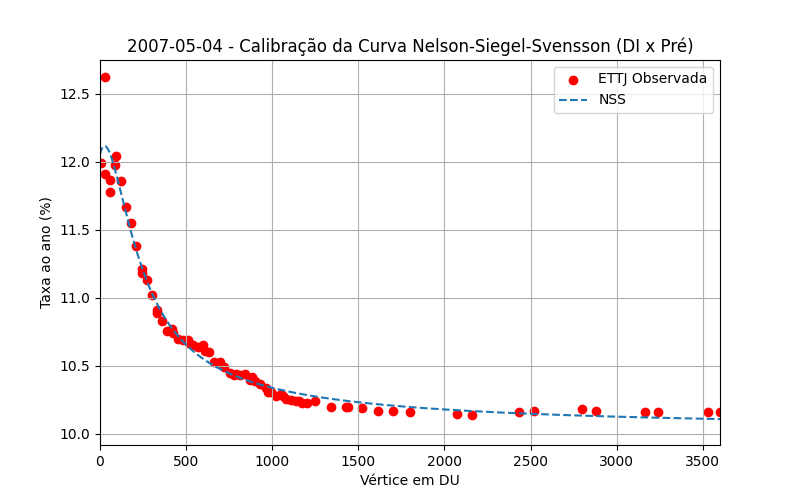 2007-05-04 - Calibração da Curva Nelson-Siegel-Svensson (DI x Pré)
ETTJ Observada
NSS
Taxa ao ano (%)
12.5
12.0
11.5
11.0
10.5
10.0
0 500 1000 1500 2000 2500 3000 3500
Vértice em DU